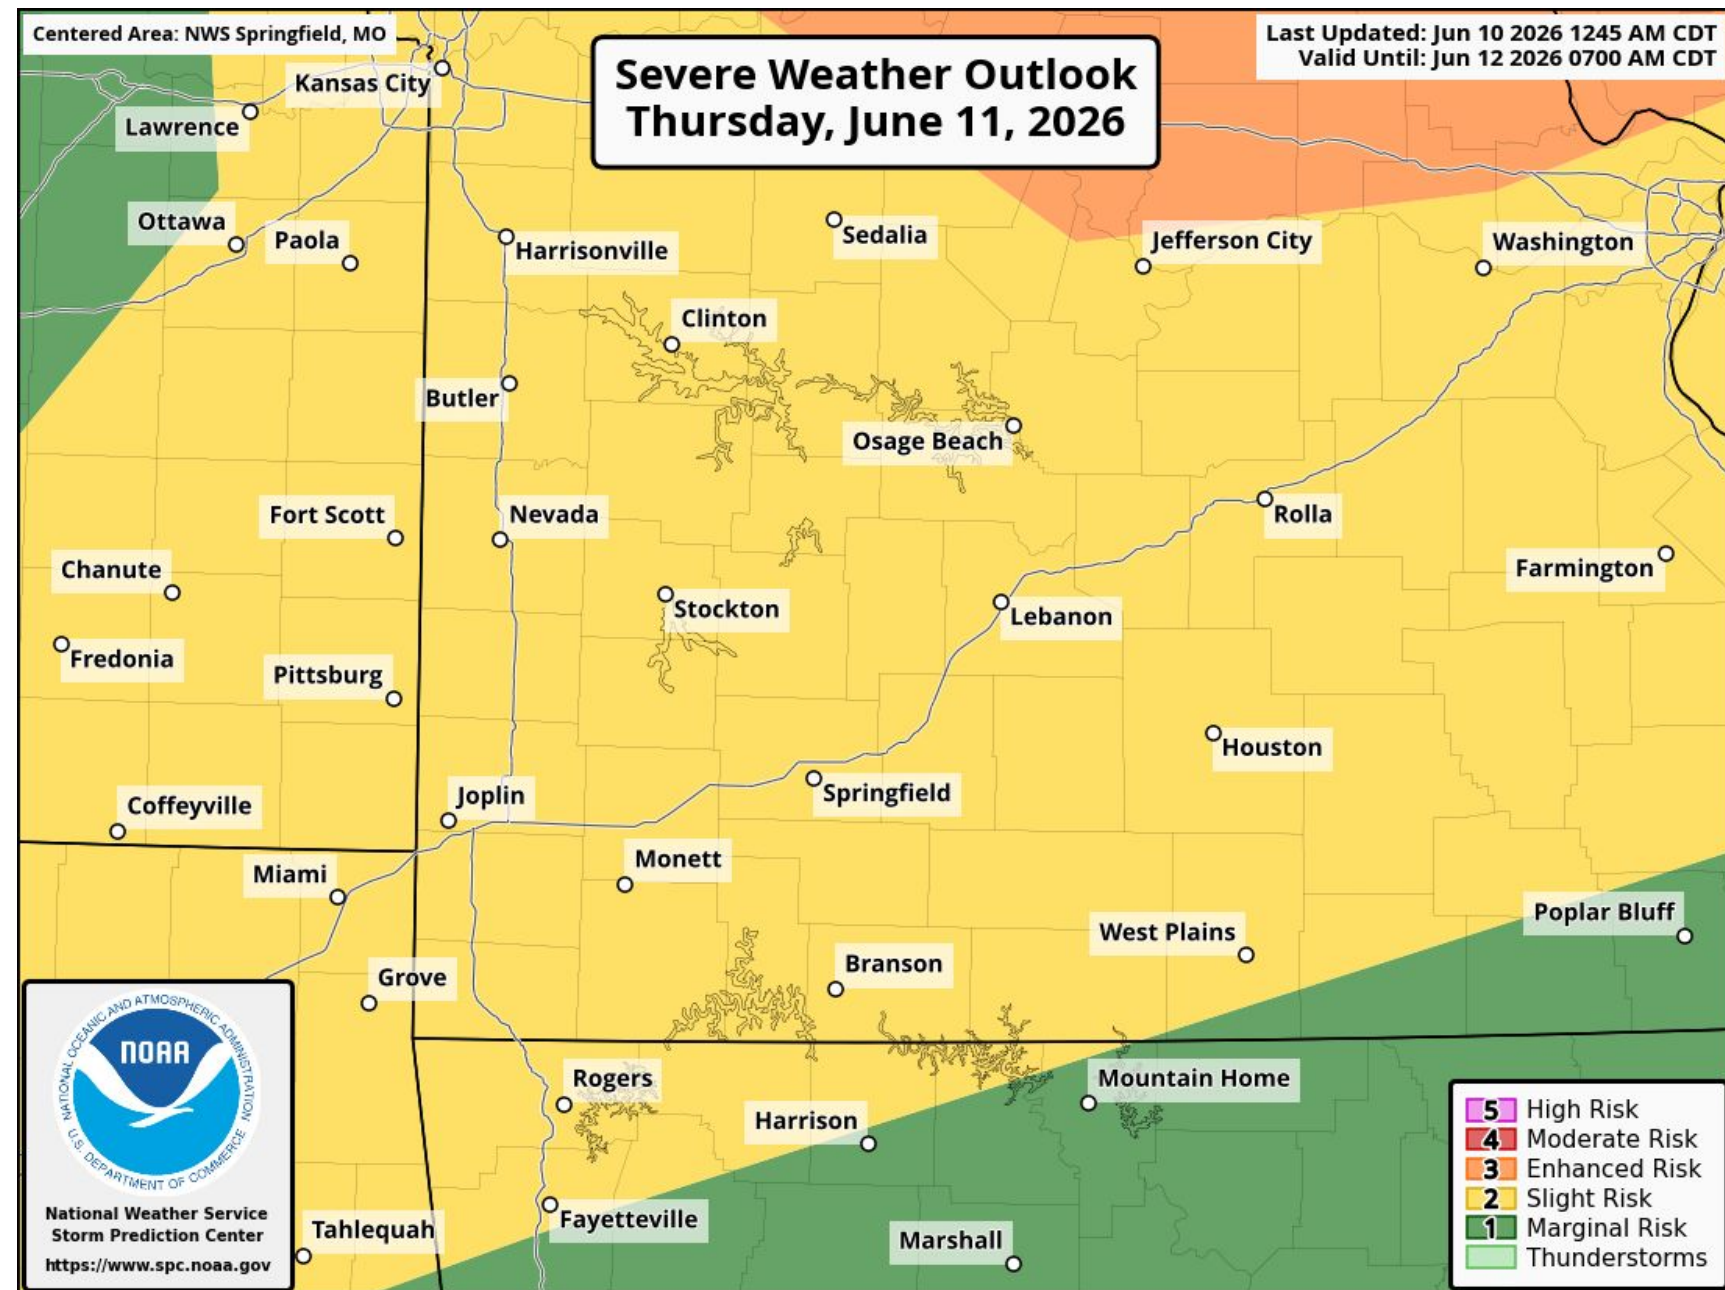 Centered Area: NWS Springfield, MO
Severe Weather Outlook
Thursday, June 11, 2026
Last Updated: Jun 10 2026 1245 AM CDT
Valid Until: Jun 12 2026 0700 AM CDT
Kansas City
Lawrence
Ottawa
Paola
Harrisonville
Sedalia
Jefferson City
Washington
Clinton
Butler
Osage Beach
Fort Scott
Nevada
Rolla
Chanute
Farmington
Stockton
Lebanon
Fredonia
Pittsburg
Houston
Coffeyville
Joplin
Springfield
Miami
Monett
Poplar Bluff
West Plains
Grove
Branson
Rogers
Mountain Home
Harrison
Fayetteville
Tahlequah
Marshall
NATIONAL OCEANIC AND ATMOSPHERIC ADMINISTRATION
NOAA
U.S. DEPARTMENT OF COMMERCE
National Weather Service
Storm Prediction Center
https://www.spc.noaa.gov
5 High Risk
4 Moderate Risk
3 Enhanced Risk
2 Slight Risk
1 Marginal Risk
Thunderstorms